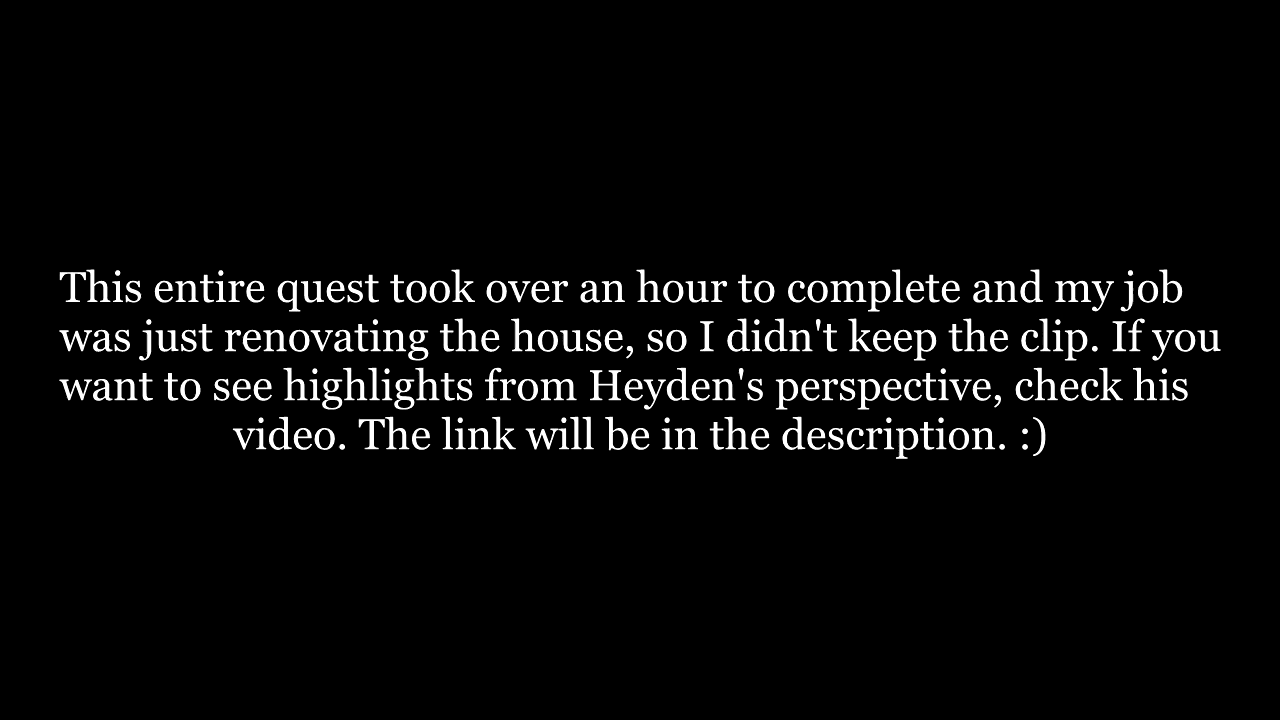 This entire quest took over an hour to complete and my job
was just renovating the house, so I didn't keep the clip. If you
want to see highlights from Heyden's perspective, check his
video. The link will be in the description. :)